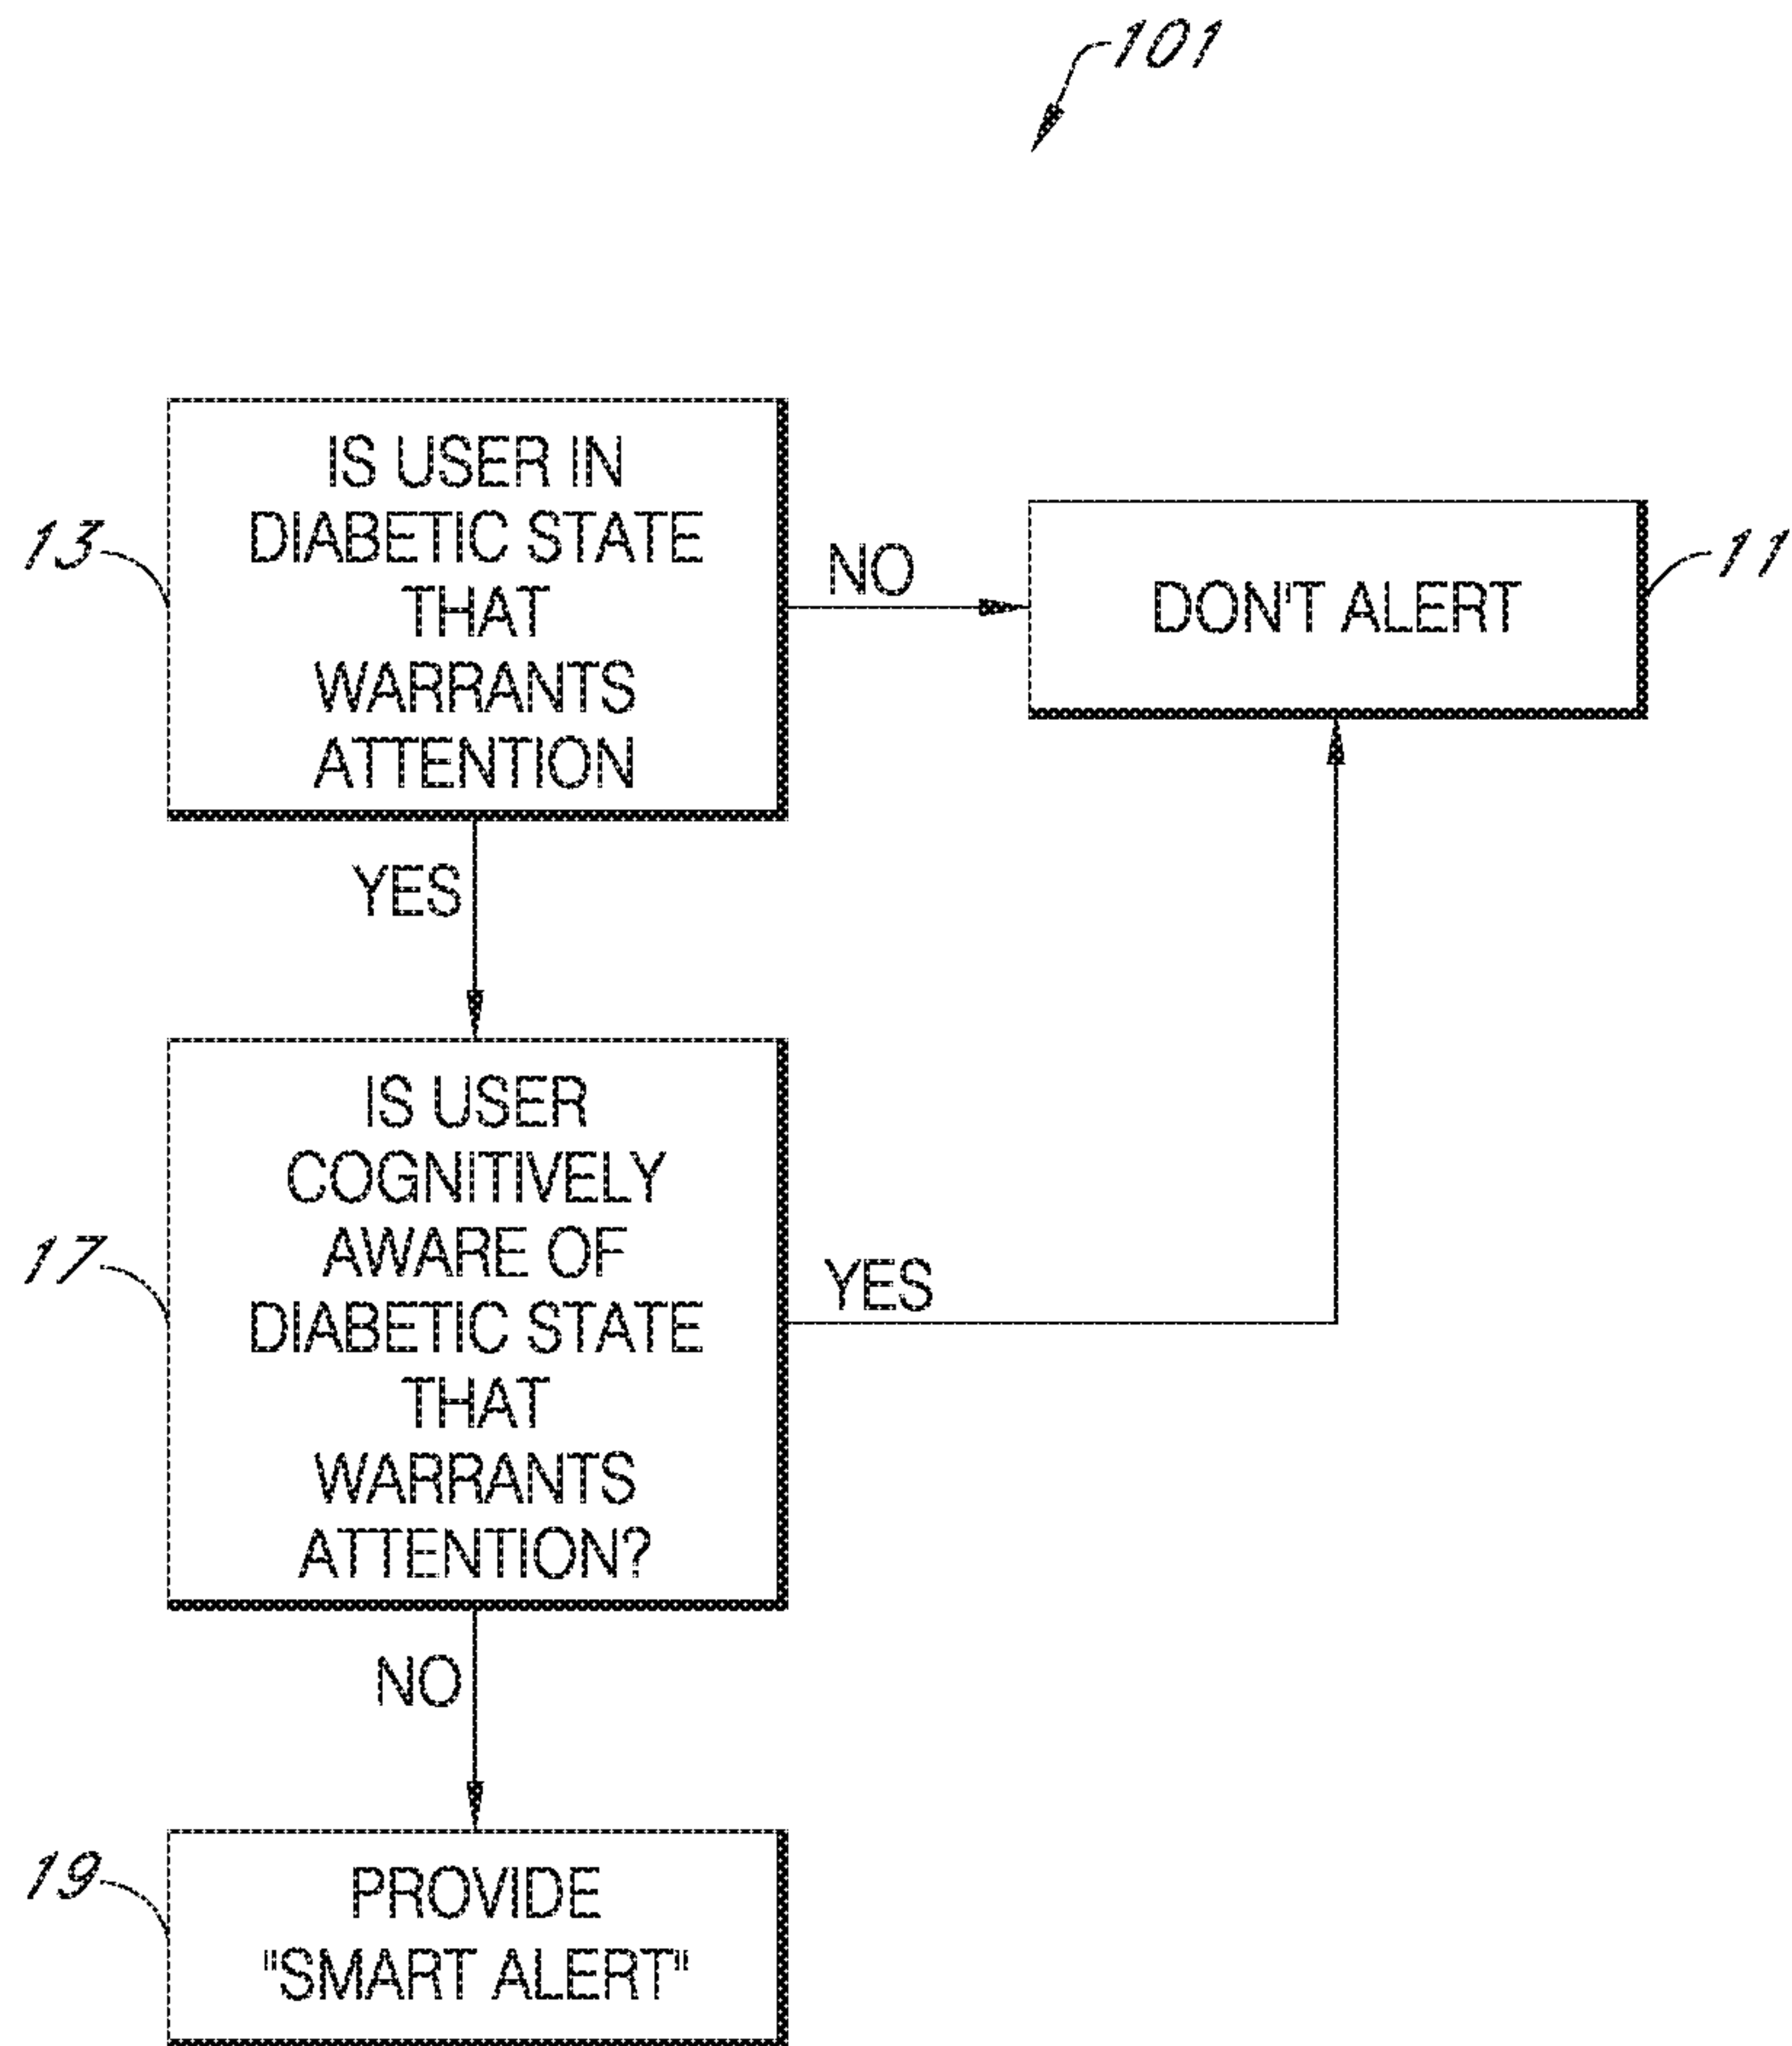 101
IS USER IN
DIABETIC STATE
THAT
WARRANTS
ATTENTION
13
NO
DON'T ALERT
11
YES
IS USER
COGNITIVELY
AWARE OF
DIABETIC STATE
THAT
WARRANTS
ATTENTION?
17
YES
NO
19
PROVIDE
"SMART ALERT"